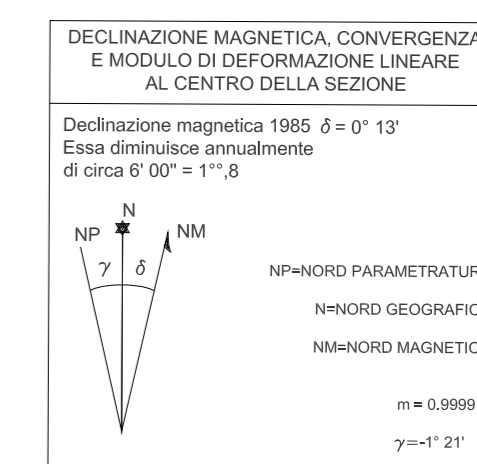 DECLINAZIONE MAGNETICA, CONVERGENZA
E MODULO DI DEFORMAZIONE LINEARE
AL CENTRO DELLA SEZIONE
Declinazione magnetica 1985 δ = 0° 13'
Essa diminuisce annualmente
di circa 6' 00" = 1°°,8
N
NP
NM
γ
δ
NP=NORD PARAMETRATUR
N=NORD GEOGRAFIC
NM=NORD MAGNETIC
m = 0.9999
γ=-1° 21'